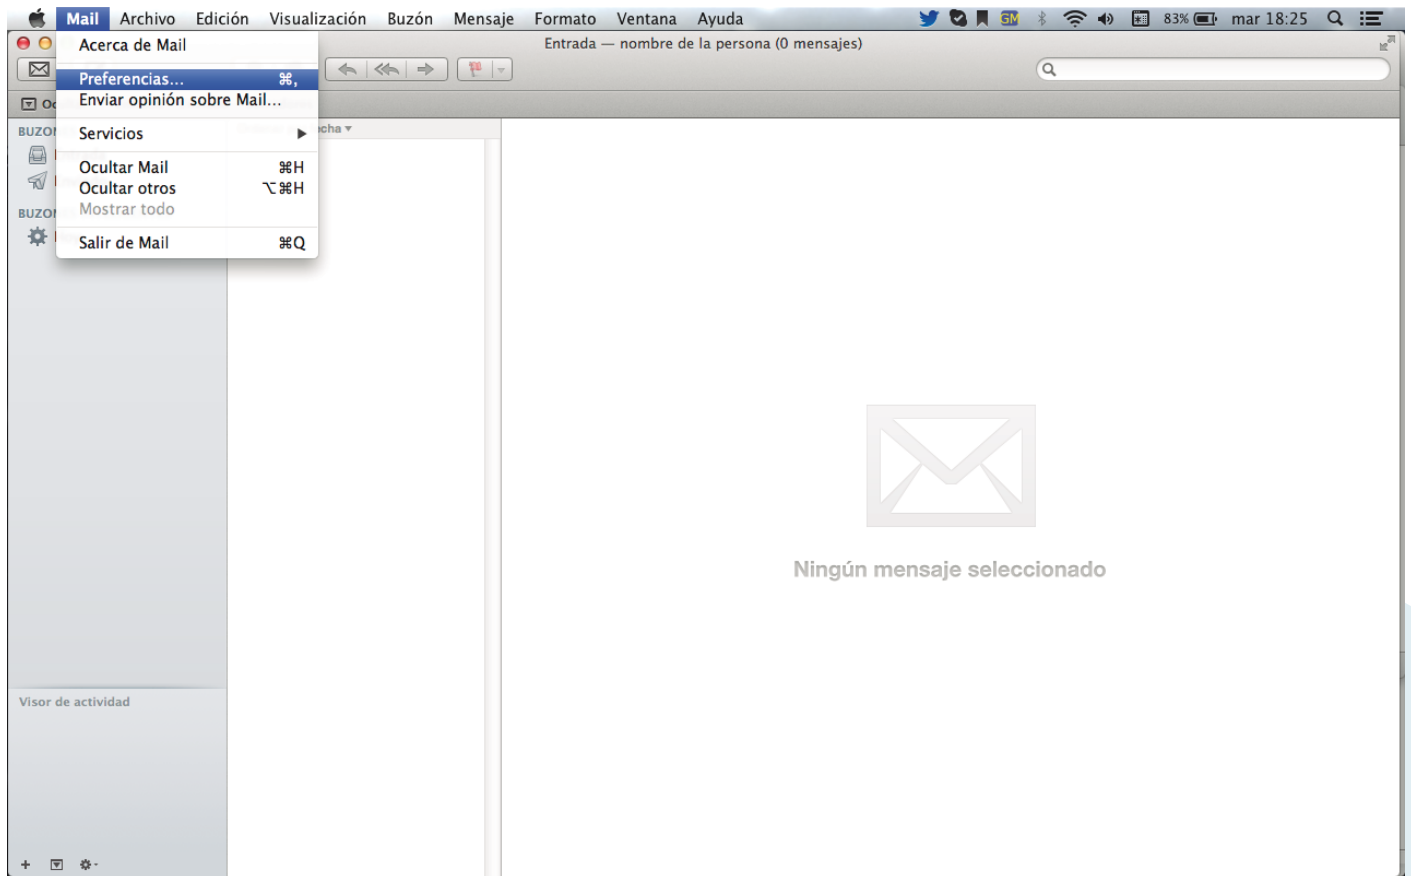 Mail Archivo Edición Visualización Buzón Mensaje Formato Ventana Ayuda GM 83% mar 18:25
Entrada — nombre de la persona (0 mensajes)
Acerca de Mail
Preferencias... ⌘,
Enviar opinión sobre Mail...
Servicios
Ocultar Mail ⌘H
Ocultar otros ⌥⌘H
Mostrar todo
Salir de Mail ⌘Q
Ningún mensaje seleccionado
Visor de actividad